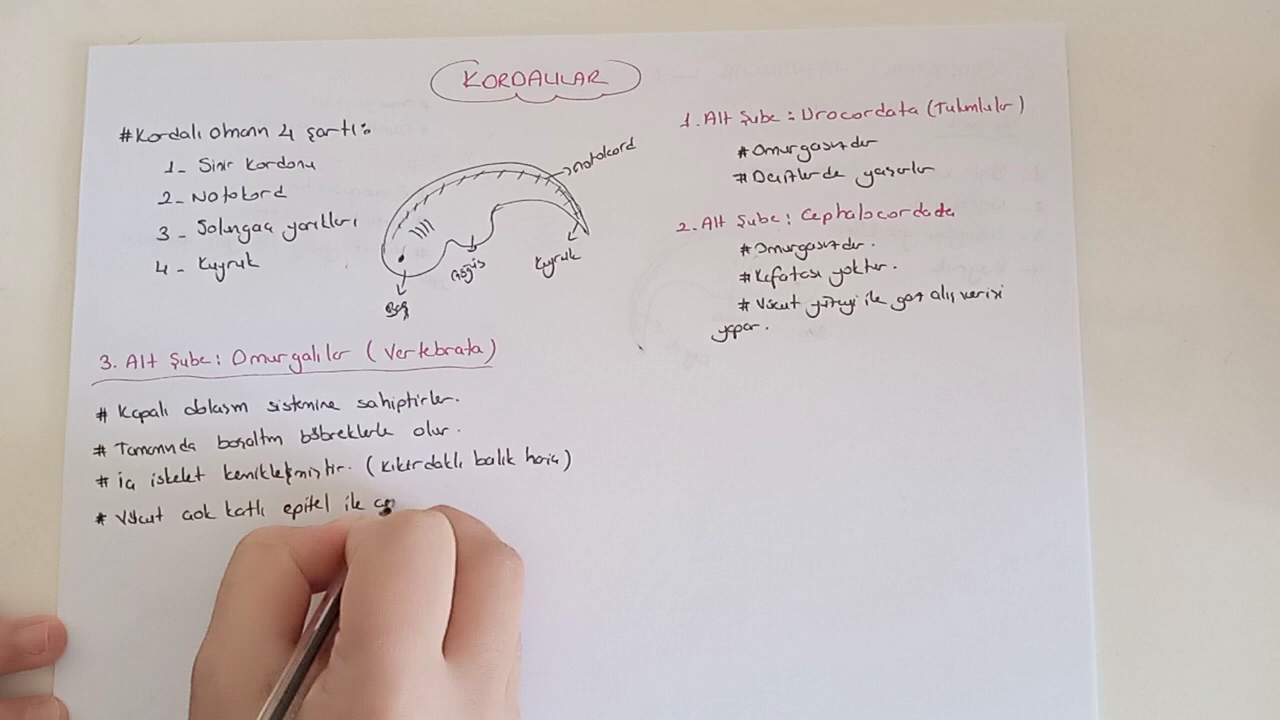 KORDALILAR
#Kordalı olmanın 4 şartı:
1- Sinir kordonu
2- Notokord
3- Solungaç yarıkları
4- Kuyruk
notokord
Kuyruk
Göğüs
Baş
1. Alt Şube: Urocordata (Tulumlular)
#Omurgasızdır
#Denizlerde yaşarlar
2. Alt Şube: Cephalocordata
#Omurgasızdır.
#Kafatası yoktur.
#Vücut yüzeyi ile gaz alış verişi
yapar.
3. Alt Şube: Omurgalılar (Vertebrata)
# Kapalı dolaşım sistemine sahiptirler.
# Tamamında boşaltım böbreklerle olur.
# İç iskelet kemikleşmiştir. (Kıkırdaklı balık hariç)
# Vücut çok katlı epitel ile